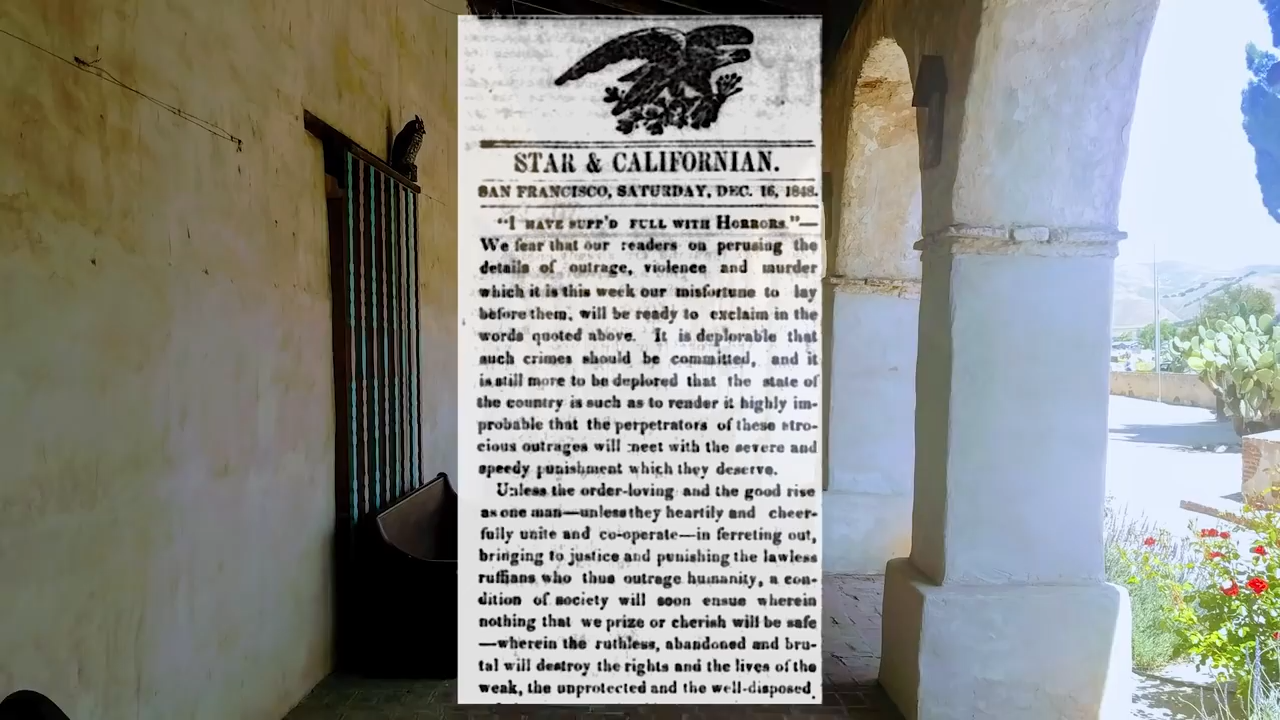 STAR & CALIFORNIAN.
SAN FRANCISCO, SATURDAY, DEC. 16, 1848.
"I HAVE SUPP'D FULL WITH HORRORS."—
We fear that our readers on perusing the
details of outrage, violence and murder
which it is this week our misfortune to lay
before them, will be ready to exclaim in the
words quoted above. It is deplorable that
such crimes should be committed, and it
is still more to be deplored that the state of
the country is such as to render it highly im-
probable that the perpetrators of these atro-
cious outrages will meet with the severe and
speedy punishment which they deserve.
Unless the order-loving and the good rise
as one man—unless they heartily and cheer-
fully unite and co-operate—in ferreting out,
bringing to justice and punishing the lawless
ruffians who thus outrage humanity, a con-
dition of society will soon ensue wherein
nothing that we prize or cherish will be safe
—wherein the ruthless, abandoned and bru-
tal will destroy the rights and the lives of the
weak, the unprotected and the well-disposed.